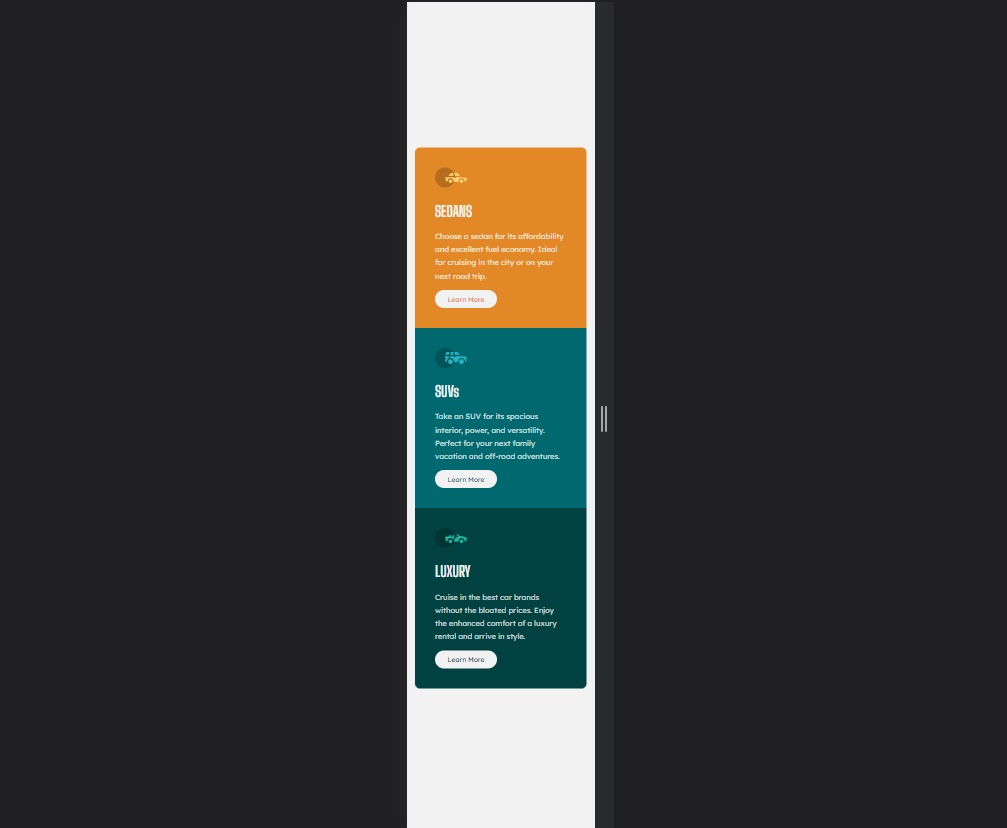 SEDANS
Choose a sedan for its affordability
and excellent fuel economy. Ideal
for cruising in the city or on your
next road trip.
Learn More
SUVs
Take an SUV for its spacious
interior, power, and versatility.
Perfect for your next family
vacation and off-road adventures.
Learn More
LUXURY
Cruise in the best car brands
without the bloated prices. Enjoy
the enhanced comfort of a luxury
rental and arrive in style.
Learn More